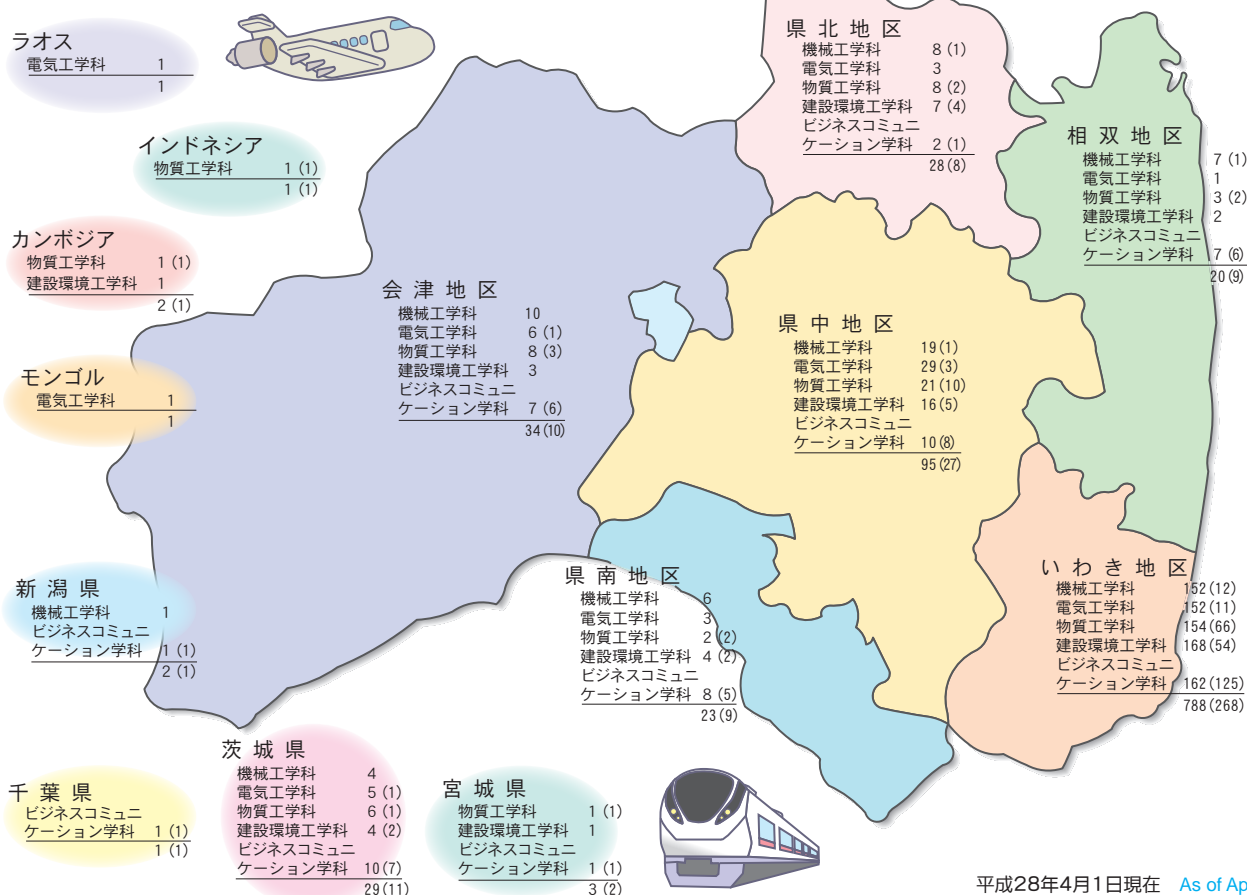 ラオス
電気工学科 1
1
インドネシア
物質工学科 1 (1)
1 (1)
カンボジア
物質工学科 1 (1)
建設環境工学科 1
2 (1)
モンゴル
電気工学科 1
1
新潟県
機械工学科 1
ビジネスコミュニ
ケーション学科 1 (1)
2 (1)
千葉県
ビジネスコミュニ
ケーション学科 1 (1)
1 (1)
茨城県
機械工学科 4
電気工学科 5 (1)
物質工学科 6 (1)
建設環境工学科 4 (2)
ビジネスコミュニ
ケーション学科 10 (7)
29 (11)
宮城県
物質工学科 1 (1)
建設環境工学科 1
ビジネスコミュニ
ケーション学科 1 (1)
3 (2)
会津地区
機械工学科 10
電気工学科 6 (1)
物質工学科 8 (3)
建設環境工学科 3
ビジネスコミュニ
ケーション学科 7 (6)
34 (10)
県北地区
機械工学科 8 (1)
電気工学科 3
物質工学科 8 (2)
建設環境工学科 7 (4)
ビジネスコミュニ
ケーション学科 2 (1)
28 (8)
相双地区
機械工学科 7 (1)
電気工学科 1
物質工学科 3 (2)
建設環境工学科 2
ビジネスコミュニ
ケーション学科 7 (6)
20 (9)
県中地区
機械工学科 19 (1)
電気工学科 29 (3)
物質工学科 21 (10)
建設環境工学科 16 (5)
ビジネスコミュニ
ケーション学科 10 (8)
95 (27)
県南地区
機械工学科 6
電気工学科 3
物質工学科 2 (2)
建設環境工学科 4 (2)
ビジネスコミュニ
ケーション学科 8 (5)
23 (9)
いわき地区
機械工学科 152 (12)
電気工学科 152 (11)
物質工学科 154 (66)
建設環境工学科 168 (54)
ビジネスコミュニ
ケーション学科 162 (125)
788 (268)
平成28年4月1日現在 As of Ap